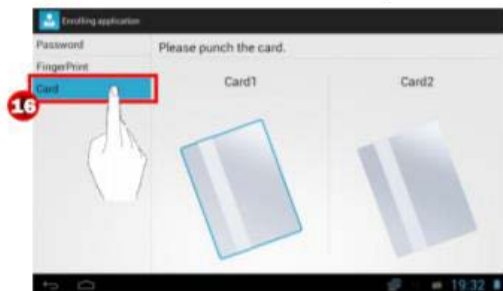 Enrolling application
Password
Please punch the card.
FingerPrint
Card
16
Card1
Card2
19:32